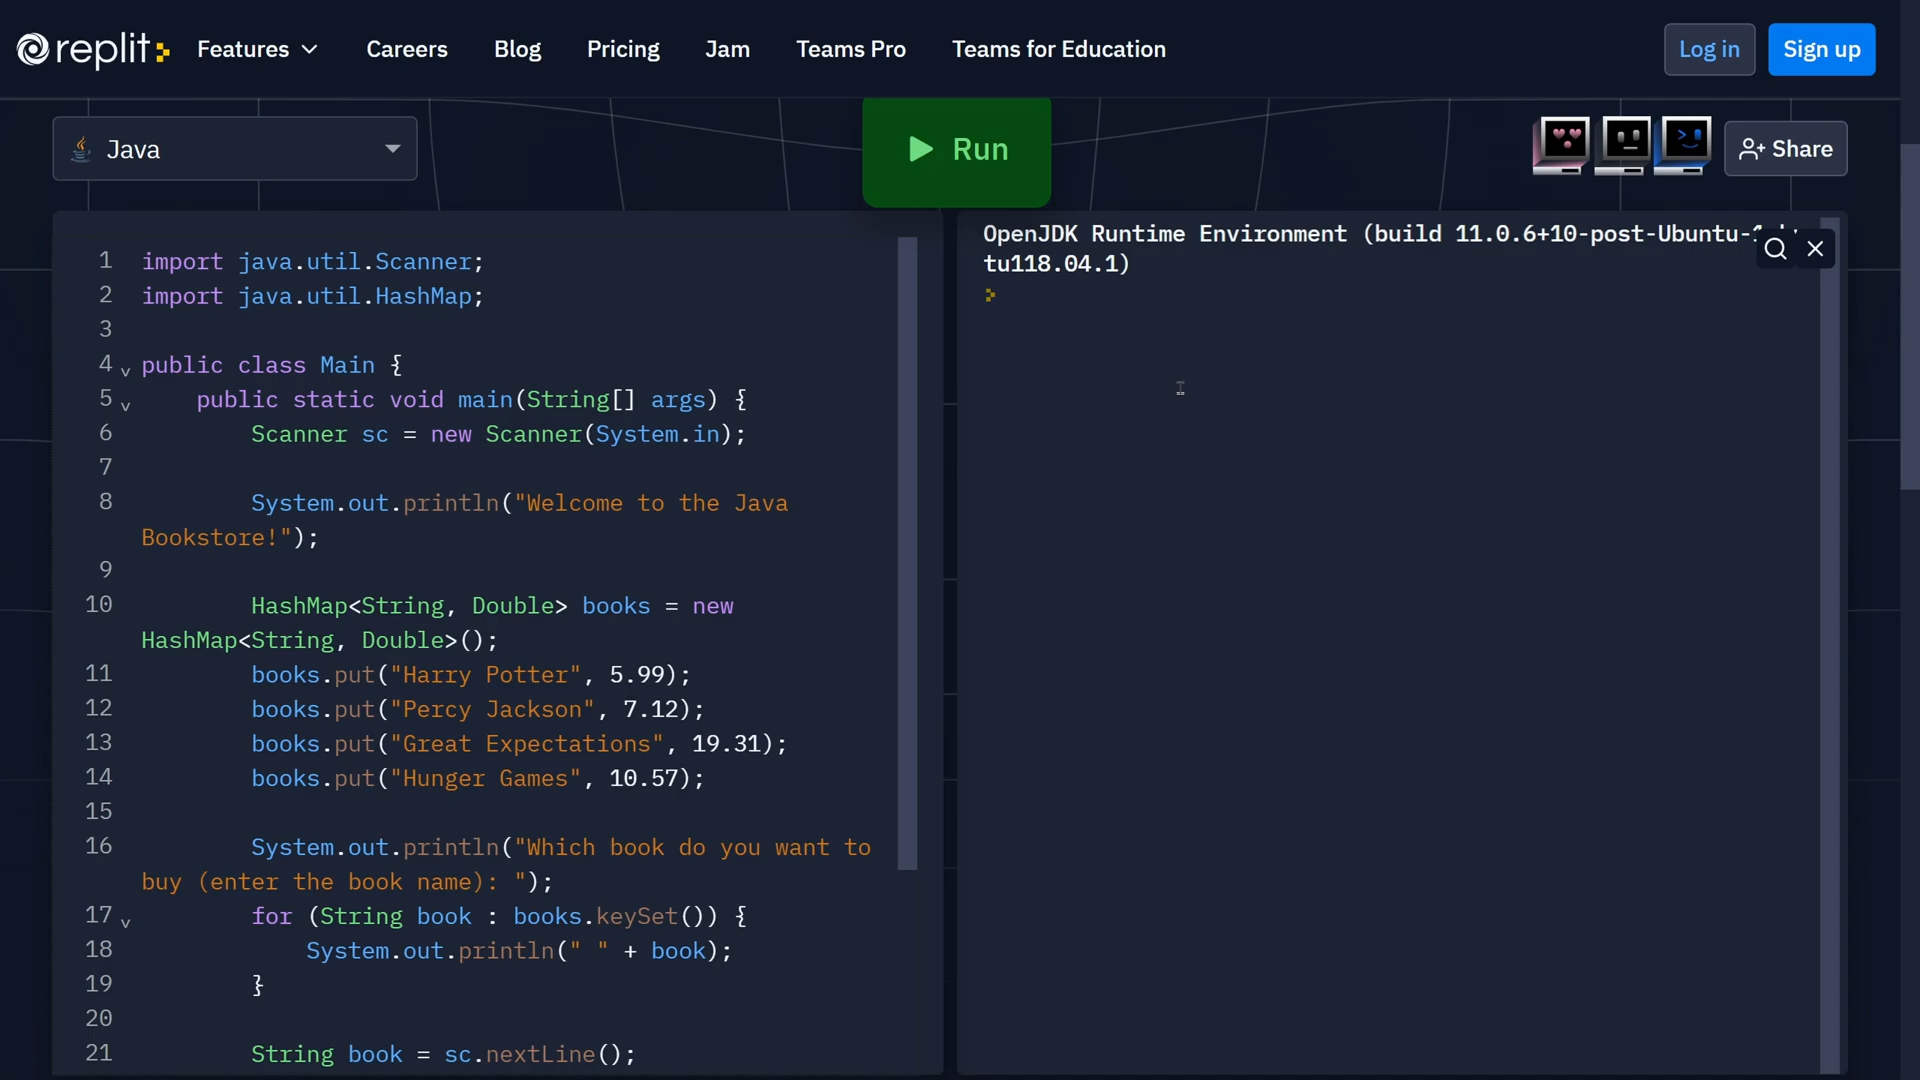 replit
Features Careers Blog Pricing Jam Teams Pro Teams for Education Log in Sign up
Java Run Share
1 import java.util.Scanner;
2 import java.util.HashMap;
3
4 public class Main {
5 public static void main(String[] args) {
6 Scanner sc = new Scanner(System.in);
7
8 System.out.println("Welcome to the Java
Bookstore!");
9
10 HashMap<String, Double> books = new
HashMap<String, Double>();
11 books.put("Harry Potter", 5.99);
12 books.put("Percy Jackson", 7.12);
13 books.put("Great Expectations", 19.31);
14 books.put("Hunger Games", 10.57);
15
16 System.out.println("Which book do you want to
buy (enter the book name): ");
17 for (String book : books.keySet()) {
18 System.out.println(" " + book);
19 }
20
21 String book = sc.nextLine();
OpenJDK Runtime Environment (build 11.0.6+10-post-Ubuntu-
tu118.04.1)